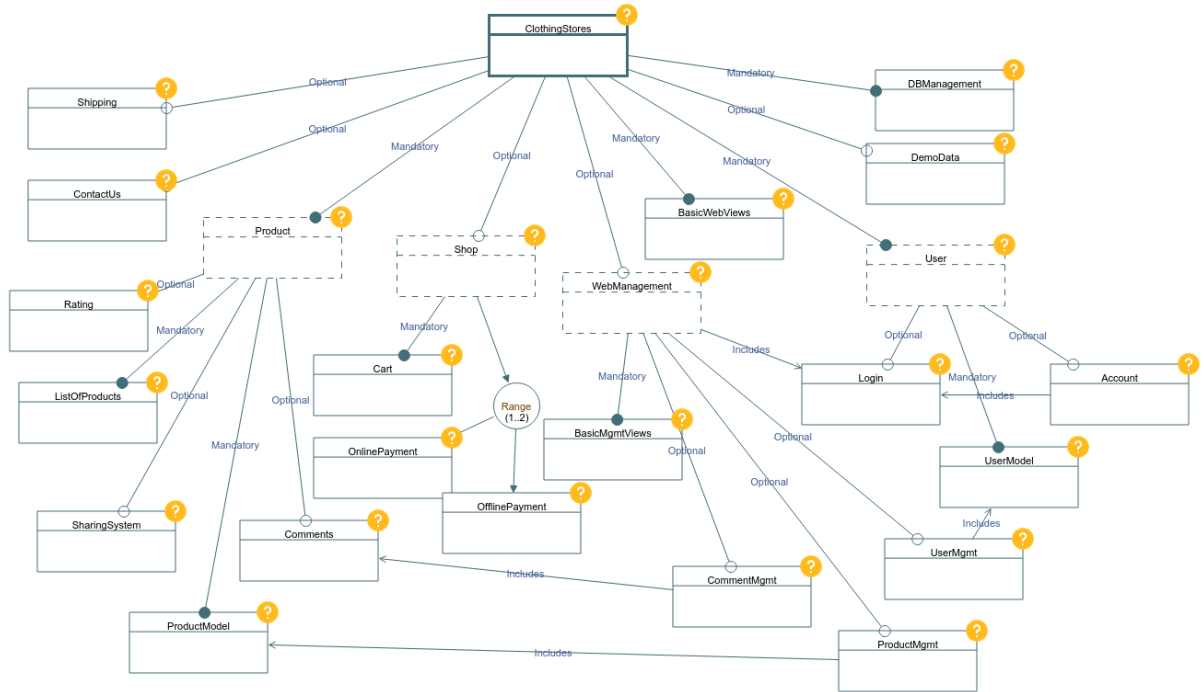 ?
ClothingStores
?
Optional
Mandatory
?
DBManagement
?
Shipping
Optional
Optional
Mandatory
Optional
Mandatory
Mandatory
Optional
?
DemoData
?
ContactUs
?
BasicWebViews
?
Product
?
Shop
?
User
?
WebManagement
Optional
?
Rating
Mandatory
Mandatory
Includes
Optional
Optional
?
Cart
?
Login
?
Account
?
ListOfProducts
Optional
Optional
Mandatory
Mandatory
Includes
Range
(1..2)
?
BasicMgmtViews
?
OnlinePayment
Mandatory
Optional
Optional
?
UserModel
Optional
?
OfflinePayment
?
SharingSystem
?
Comments
Includes
?
UserMgmt
Includes
?
CommentMgmt
?
ProductModel
?
ProductMgmt
Includes